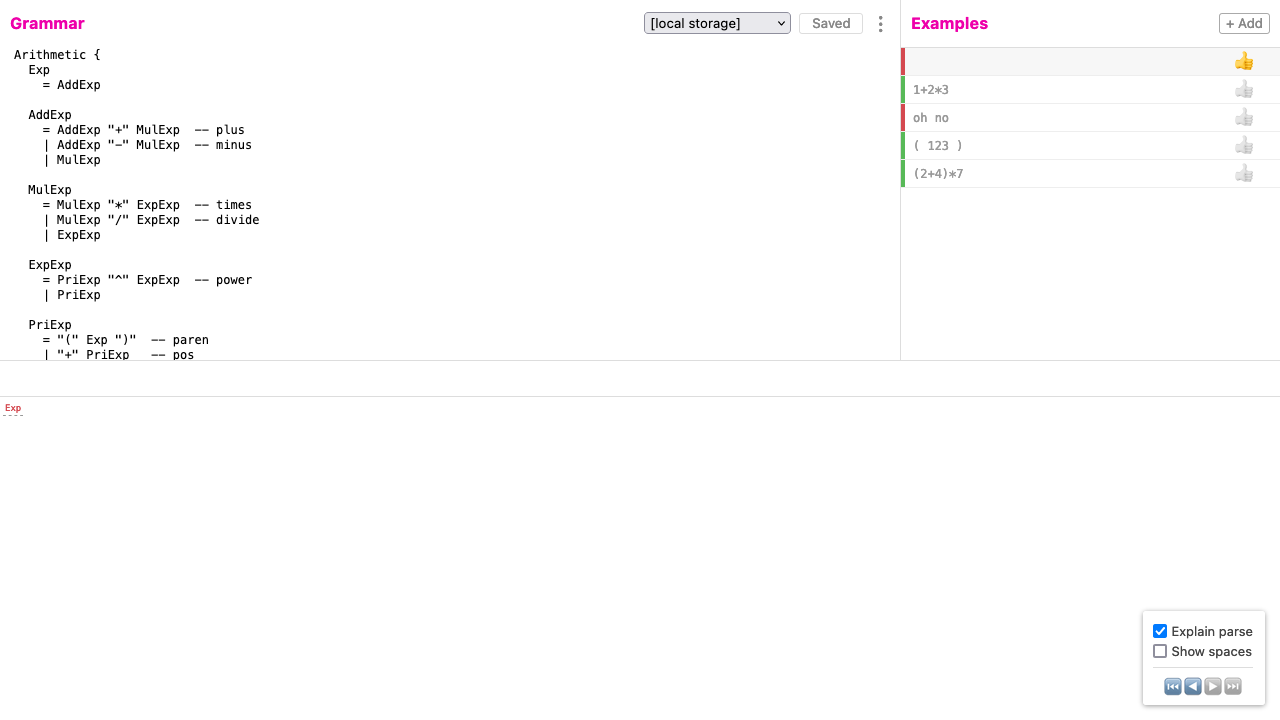 Grammar
[local storage]
Saved
Arithmetic {
  Exp
    = AddExp

  AddExp
    = AddExp "+" MulExp  -- plus
    | AddExp "-" MulExp  -- minus
    | MulExp

  MulExp
    = MulExp "*" ExpExp  -- times
    | MulExp "/" ExpExp  -- divide
    | ExpExp

  ExpExp
    = PriExp "^" ExpExp  -- power
    | PriExp

  PriExp
    = "(" Exp ")"  -- paren
    | "+" PriExp   -- pos
Examples
+ Add
1+2*3
oh no
( 123 )
(2+4)*7
Exp
Explain parse
Show spaces